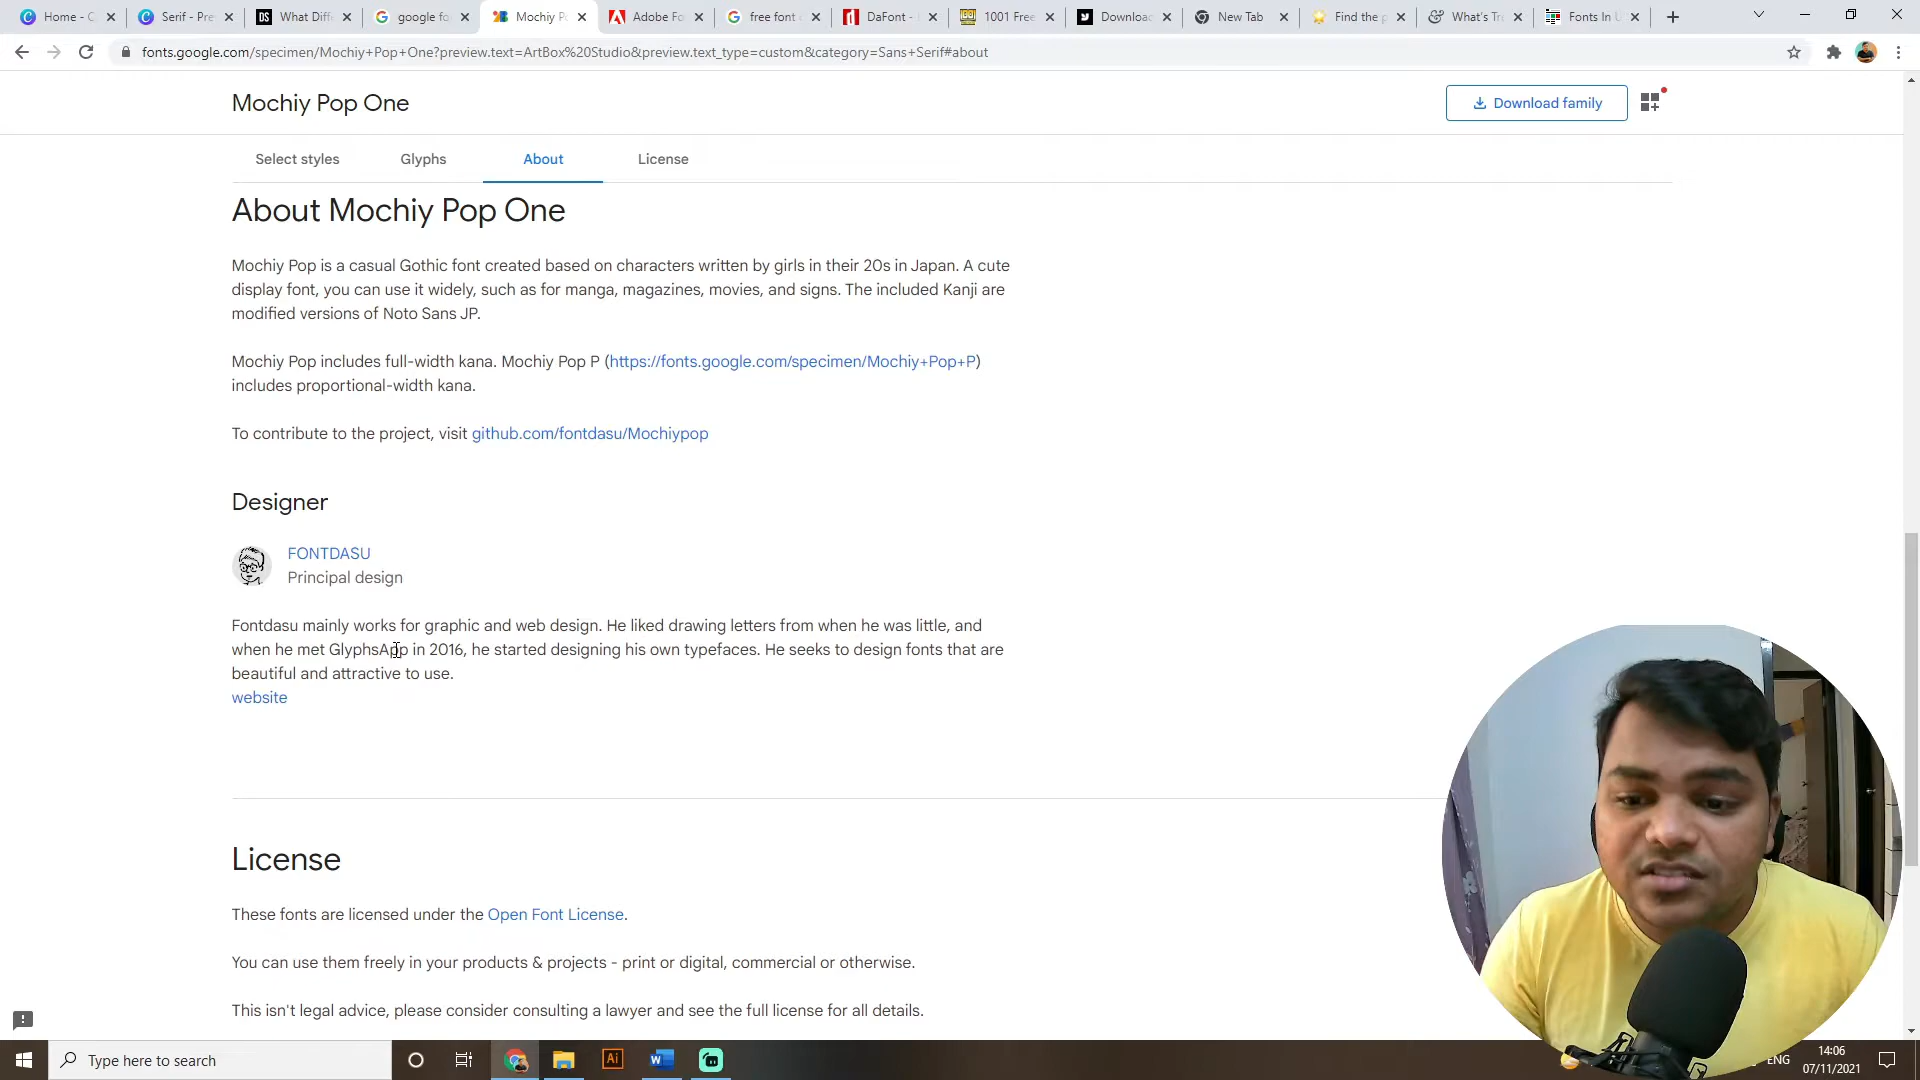 Home - C
Serif - Pre
What Diff
google fo
Mochiy P
Adobe Fo
free font
DaFont -
1001 Free
Downloac
New Tab
Find the p
What's Tr
Fonts In U
fonts.google.com/specimen/Mochiy+Pop+One?preview.text=ArtBox%20Studio&preview.text_type=custom&category=Sans+Serif#about
Mochiy Pop One
Download family
Select styles
Glyphs
About
License
About Mochiy Pop One
Mochiy Pop is a casual Gothic font created based on characters written by girls in their 20s in Japan. A cute
display font, you can use it widely, such as for manga, magazines, movies, and signs. The included Kanji are
modified versions of Noto Sans JP.
Mochiy Pop includes full-width kana. Mochiy Pop P (https://fonts.google.com/specimen/Mochiy+Pop+P)
includes proportional-width kana.
To contribute to the project, visit github.com/fontdasu/Mochiypop
Designer
FONTDASU
Principal design
Fontdasu mainly works for graphic and web design. He liked drawing letters from when he was little, and
when he met GlyphsApp in 2016, he started designing his own typefaces. He seeks to design fonts that are
beautiful and attractive to use.
website
License
These fonts are licensed under the Open Font License.
You can use them freely in your products & projects - print or digital, commercial or otherwise.
This isn't legal advice, please consider consulting a lawyer and see the full license for all details.
Type here to search
ENG
14:06
07/11/2021